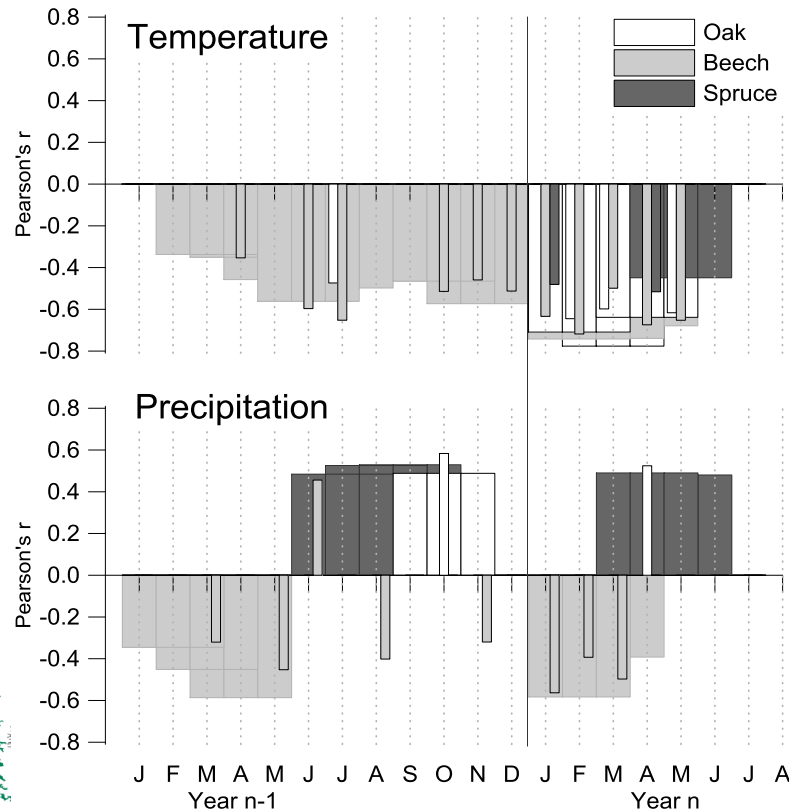 Temperature
Oak
Beech
Spruce
0.8
0.6
0.4
0.2
0.0
-0.2
-0.4
-0.6
-0.8
Pearson's r
Precipitation
0.8
0.6
0.4
0.2
0.0
-0.2
-0.4
-0.6
-0.8
Pearson's r
J F M A M J J A S O N D J F M A M J J A
Year n-1 Year n